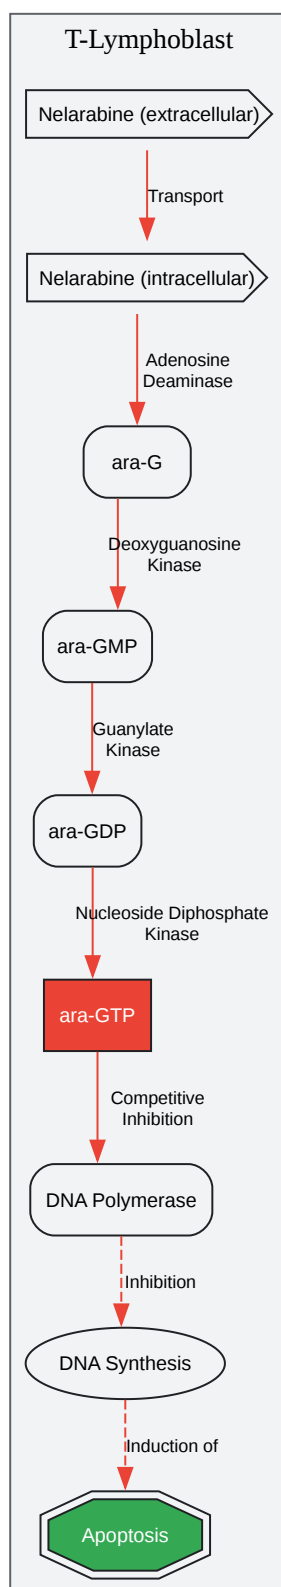 T-Lymphoblast
Nelarabine (extracellular)
Transport
Nelarabine (intracellular)
Adenosine
Deaminase
ara-G
Deoxyguanosine
Kinase
ara-GMP
Guanylate
Kinase
ara-GDP
Nucleoside Diphosphate
Kinase
ara-GTP
Competitive
Inhibition
DNA Polymerase
Inhibition
DNA Synthesis
Induction of
Apoptosis